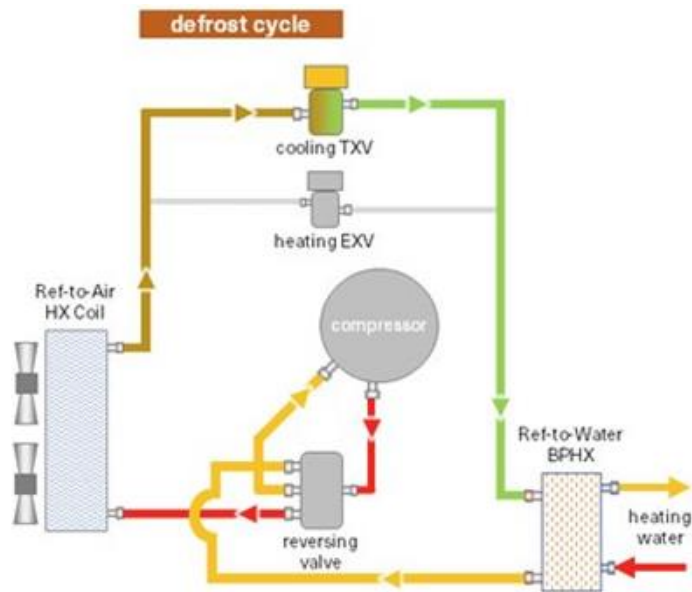 defrost cycle
cooling TXV
heating EXV
Ref-to-Air
HX Coil
compressor
Ref-to-Water
BPHX
heating
water
reversing
valve